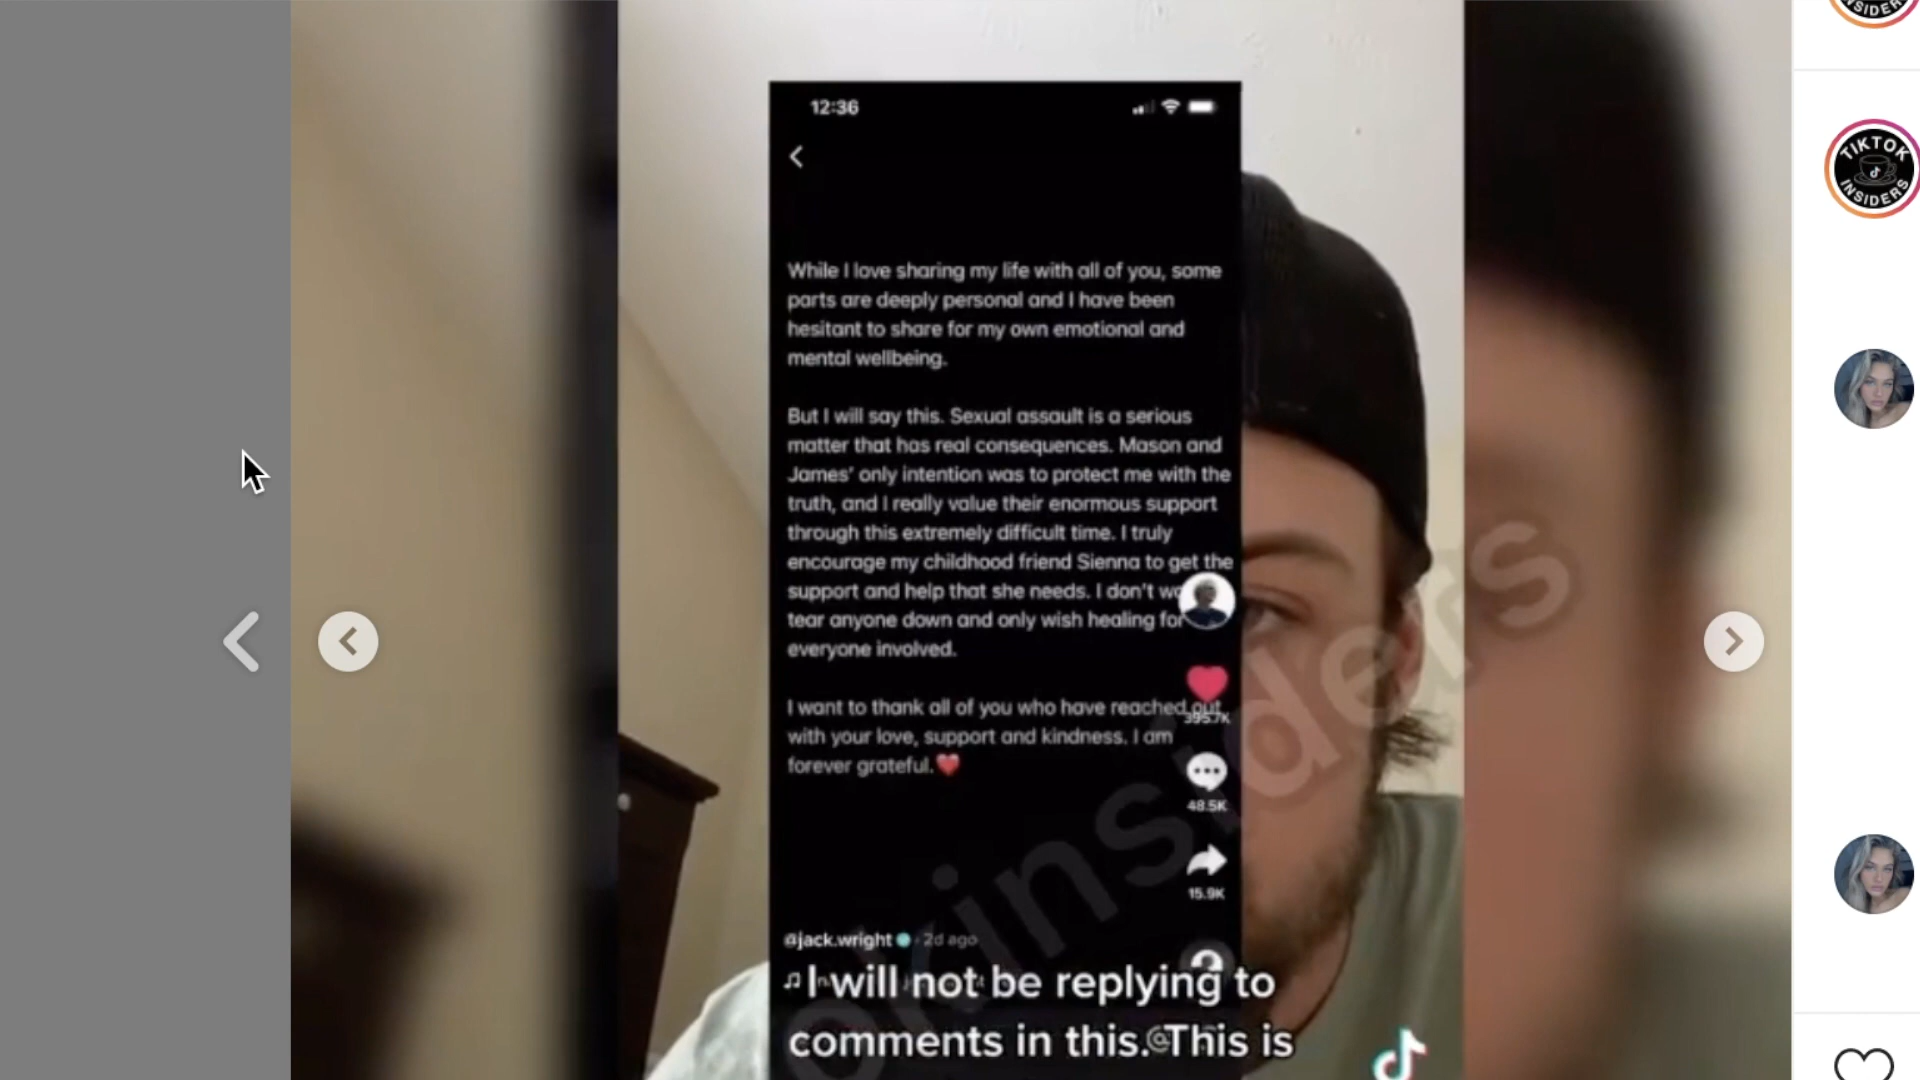 TIKTOK
INSIDERS
12:36
While I love sharing my life with all of you, some
parts are deeply personal and I have been
hesitant to share for my own emotional and
mental wellbeing.
But I will say this. Sexual assault is a serious
matter that has real consequences. Mason and
James' only intention was to protect me with the
truth, and I really value their enormous support
through this extremely difficult time. I truly
encourage my childhood friend Sienna to get the
support and help that she needs. I don't
tear anyone down and only wish healing for
everyone involved.
I want to thank all of you who have reached out
with your love, support and kindness. I am
forever grateful.❤️
395.7K
48.5K
15.9K
@jack.wright · 2d ago
I will not be replying to
comments in this. This is